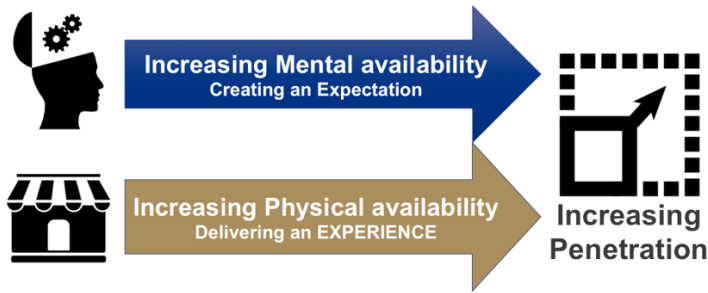 Increasing Mental availability
Creating an Expectation
Increasing Physical availability
Delivering an EXPERIENCE
Increasing
Penetration